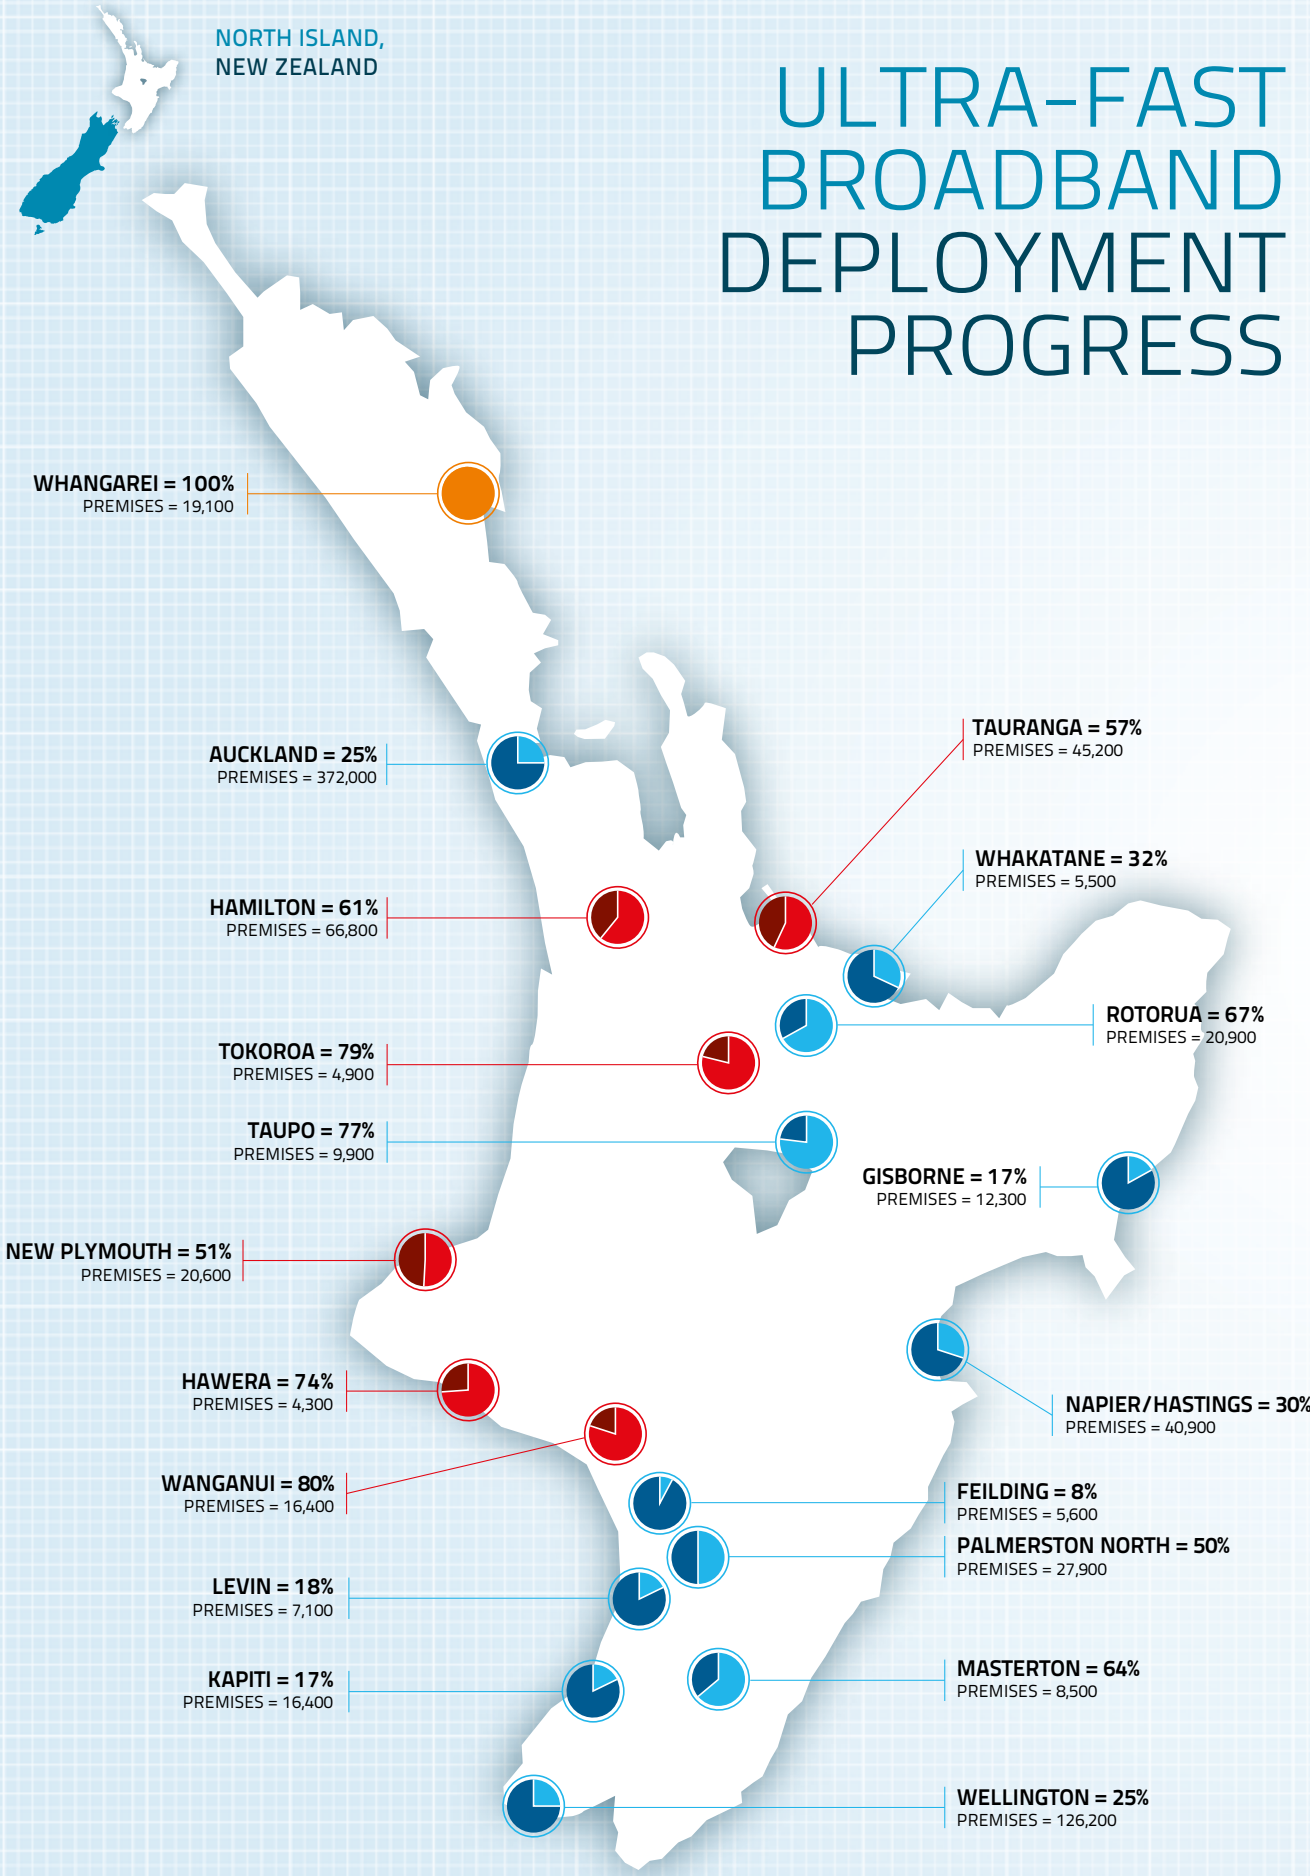 NORTH ISLAND,
NEW ZEALAND
ULTRA-FAST
BROADBAND
DEPLOYMENT
PROGRESS
WHANGAREI = 100%
PREMISES = 19,100
AUCKLAND = 25%
PREMISES = 372,000
TAURANGA = 57%
PREMISES = 45,200
WHAKATANE = 32%
PREMISES = 5,500
HAMILTON = 61%
PREMISES = 66,800
ROTORUA = 67%
PREMISES = 20,900
TOKOROA = 79%
PREMISES = 4,900
TAUPO = 77%
PREMISES = 9,900
GISBORNE = 17%
PREMISES = 12,300
NEW PLYMOUTH = 51%
PREMISES = 20,600
HAWERA = 74%
PREMISES = 4,300
NAPIER/HASTINGS = 30%
PREMISES = 40,900
WANGANUI = 80%
PREMISES = 16,400
FEILDING = 8%
PREMISES = 5,600
PALMERSTON NORTH = 50%
PREMISES = 27,900
LEVIN = 18%
PREMISES = 7,100
KAPITI = 17%
PREMISES = 16,400
MASTERTON = 64%
PREMISES = 8,500
WELLINGTON = 25%
PREMISES = 126,200